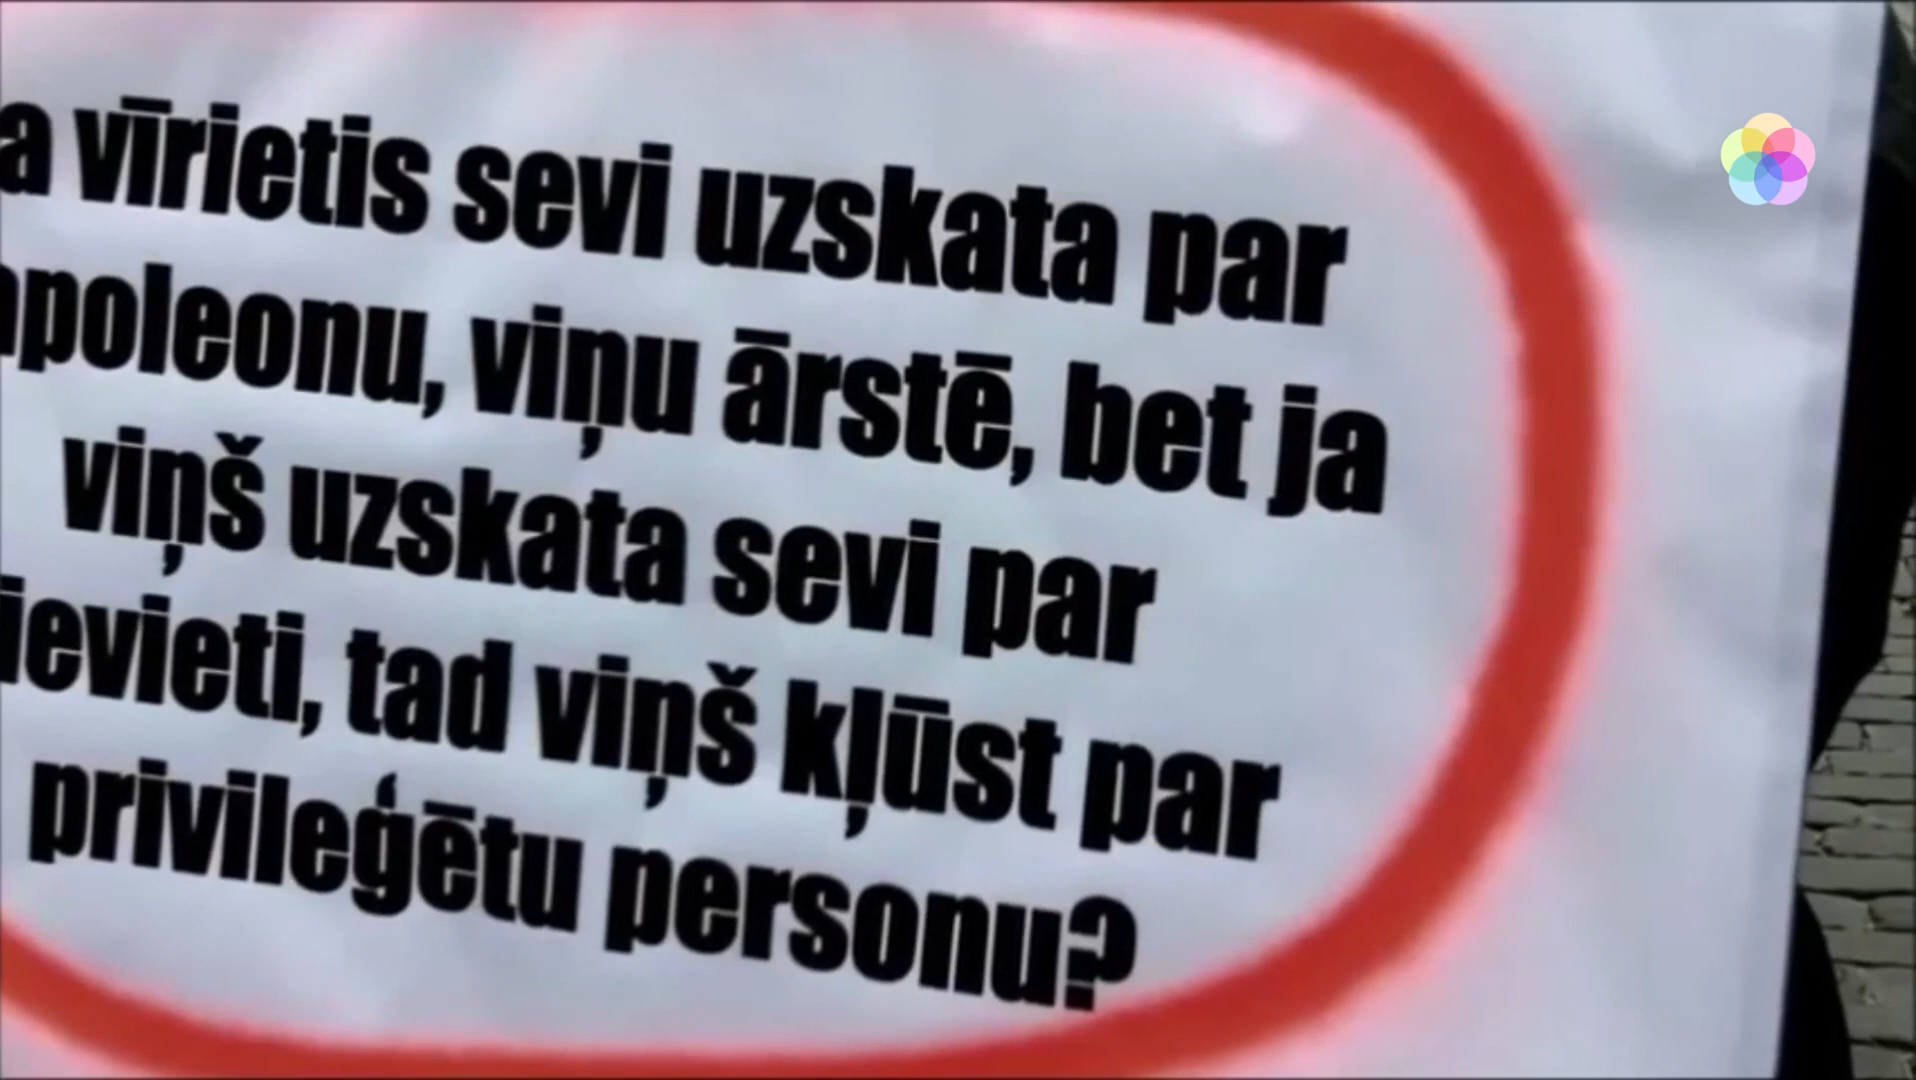 a vīrietis sevi uzskata par
apoleonu, viņu ārstē, bet ja
viņš uzskata sevi par
ievieti, tad viņš kļūst par
privileģētu personu?